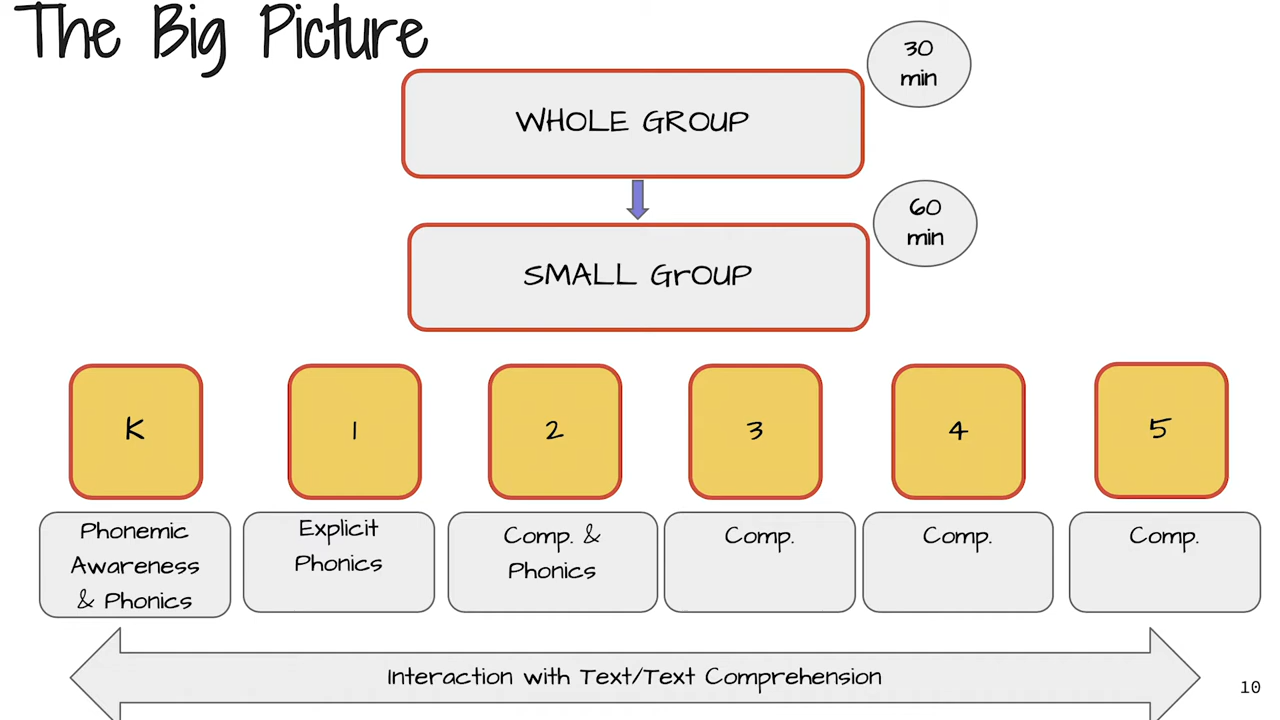 The Big Picture
30
min
WHOLE GROUP
60
min
SMALL GrOUP
K
1
2
3
4
5
Phonemic
Awareness
& Phonics
Explicit
Phonics
Comp. &
Phonics
Comp.
Comp.
Comp.
Interaction with Text/Text Comprehension
10